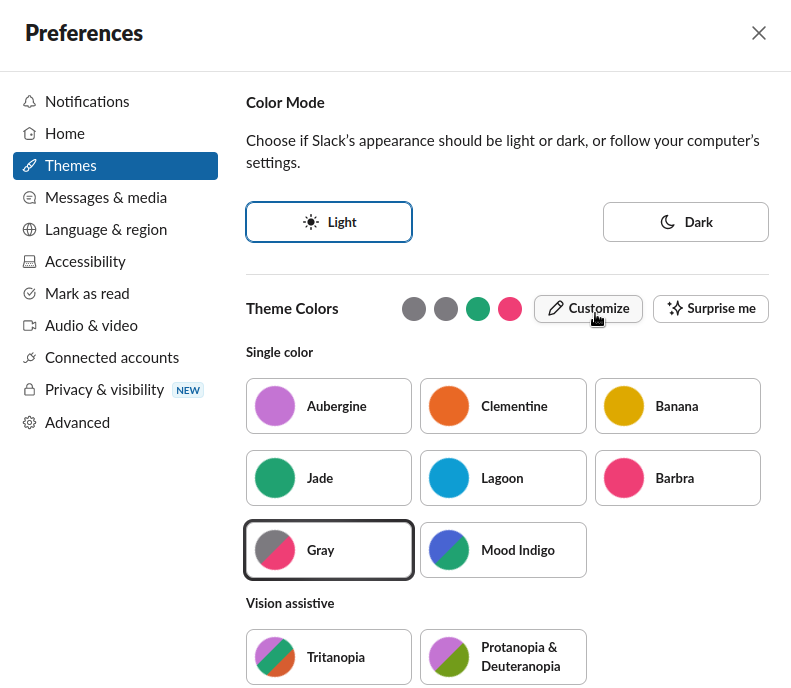 Preferences
Notifications
Home
Themes
Messages & media
Language & region
Accessibility
Mark as read
Audio & video
Connected accounts
Privacy & visibility NEW
Advanced
Color Mode
Choose if Slack's appearance should be light or dark, or follow your computer's
settings.
Light
Dark
Theme Colors
Customize
Surprise me
Single color
Aubergine
Clementine
Banana
Jade
Lagoon
Barbra
Gray
Mood Indigo
Vision assistive
Tritanopia
Protanopia &
Deuteranopia